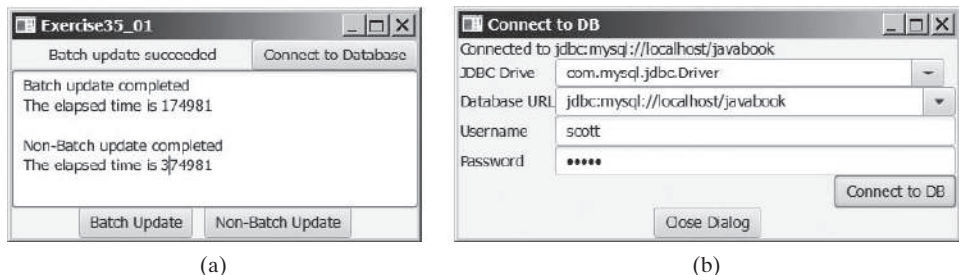 Exercise35_01
Batch update succeeded Connect to Database
Batch update completed
The elapsed time is 174981
Non-Batch update completed
The elapsed time is 374981
Batch Update Non-Batch Update
(a)
Connect to DB
Connected to jdbc:mysql://localhost/javabook
JDBC Drive com.mysql.jdbc.Driver
Database URL jdbc:mysql://localhost/javabook
Username scott
Password •••••
Connect to DB
Close Dialog
(b)